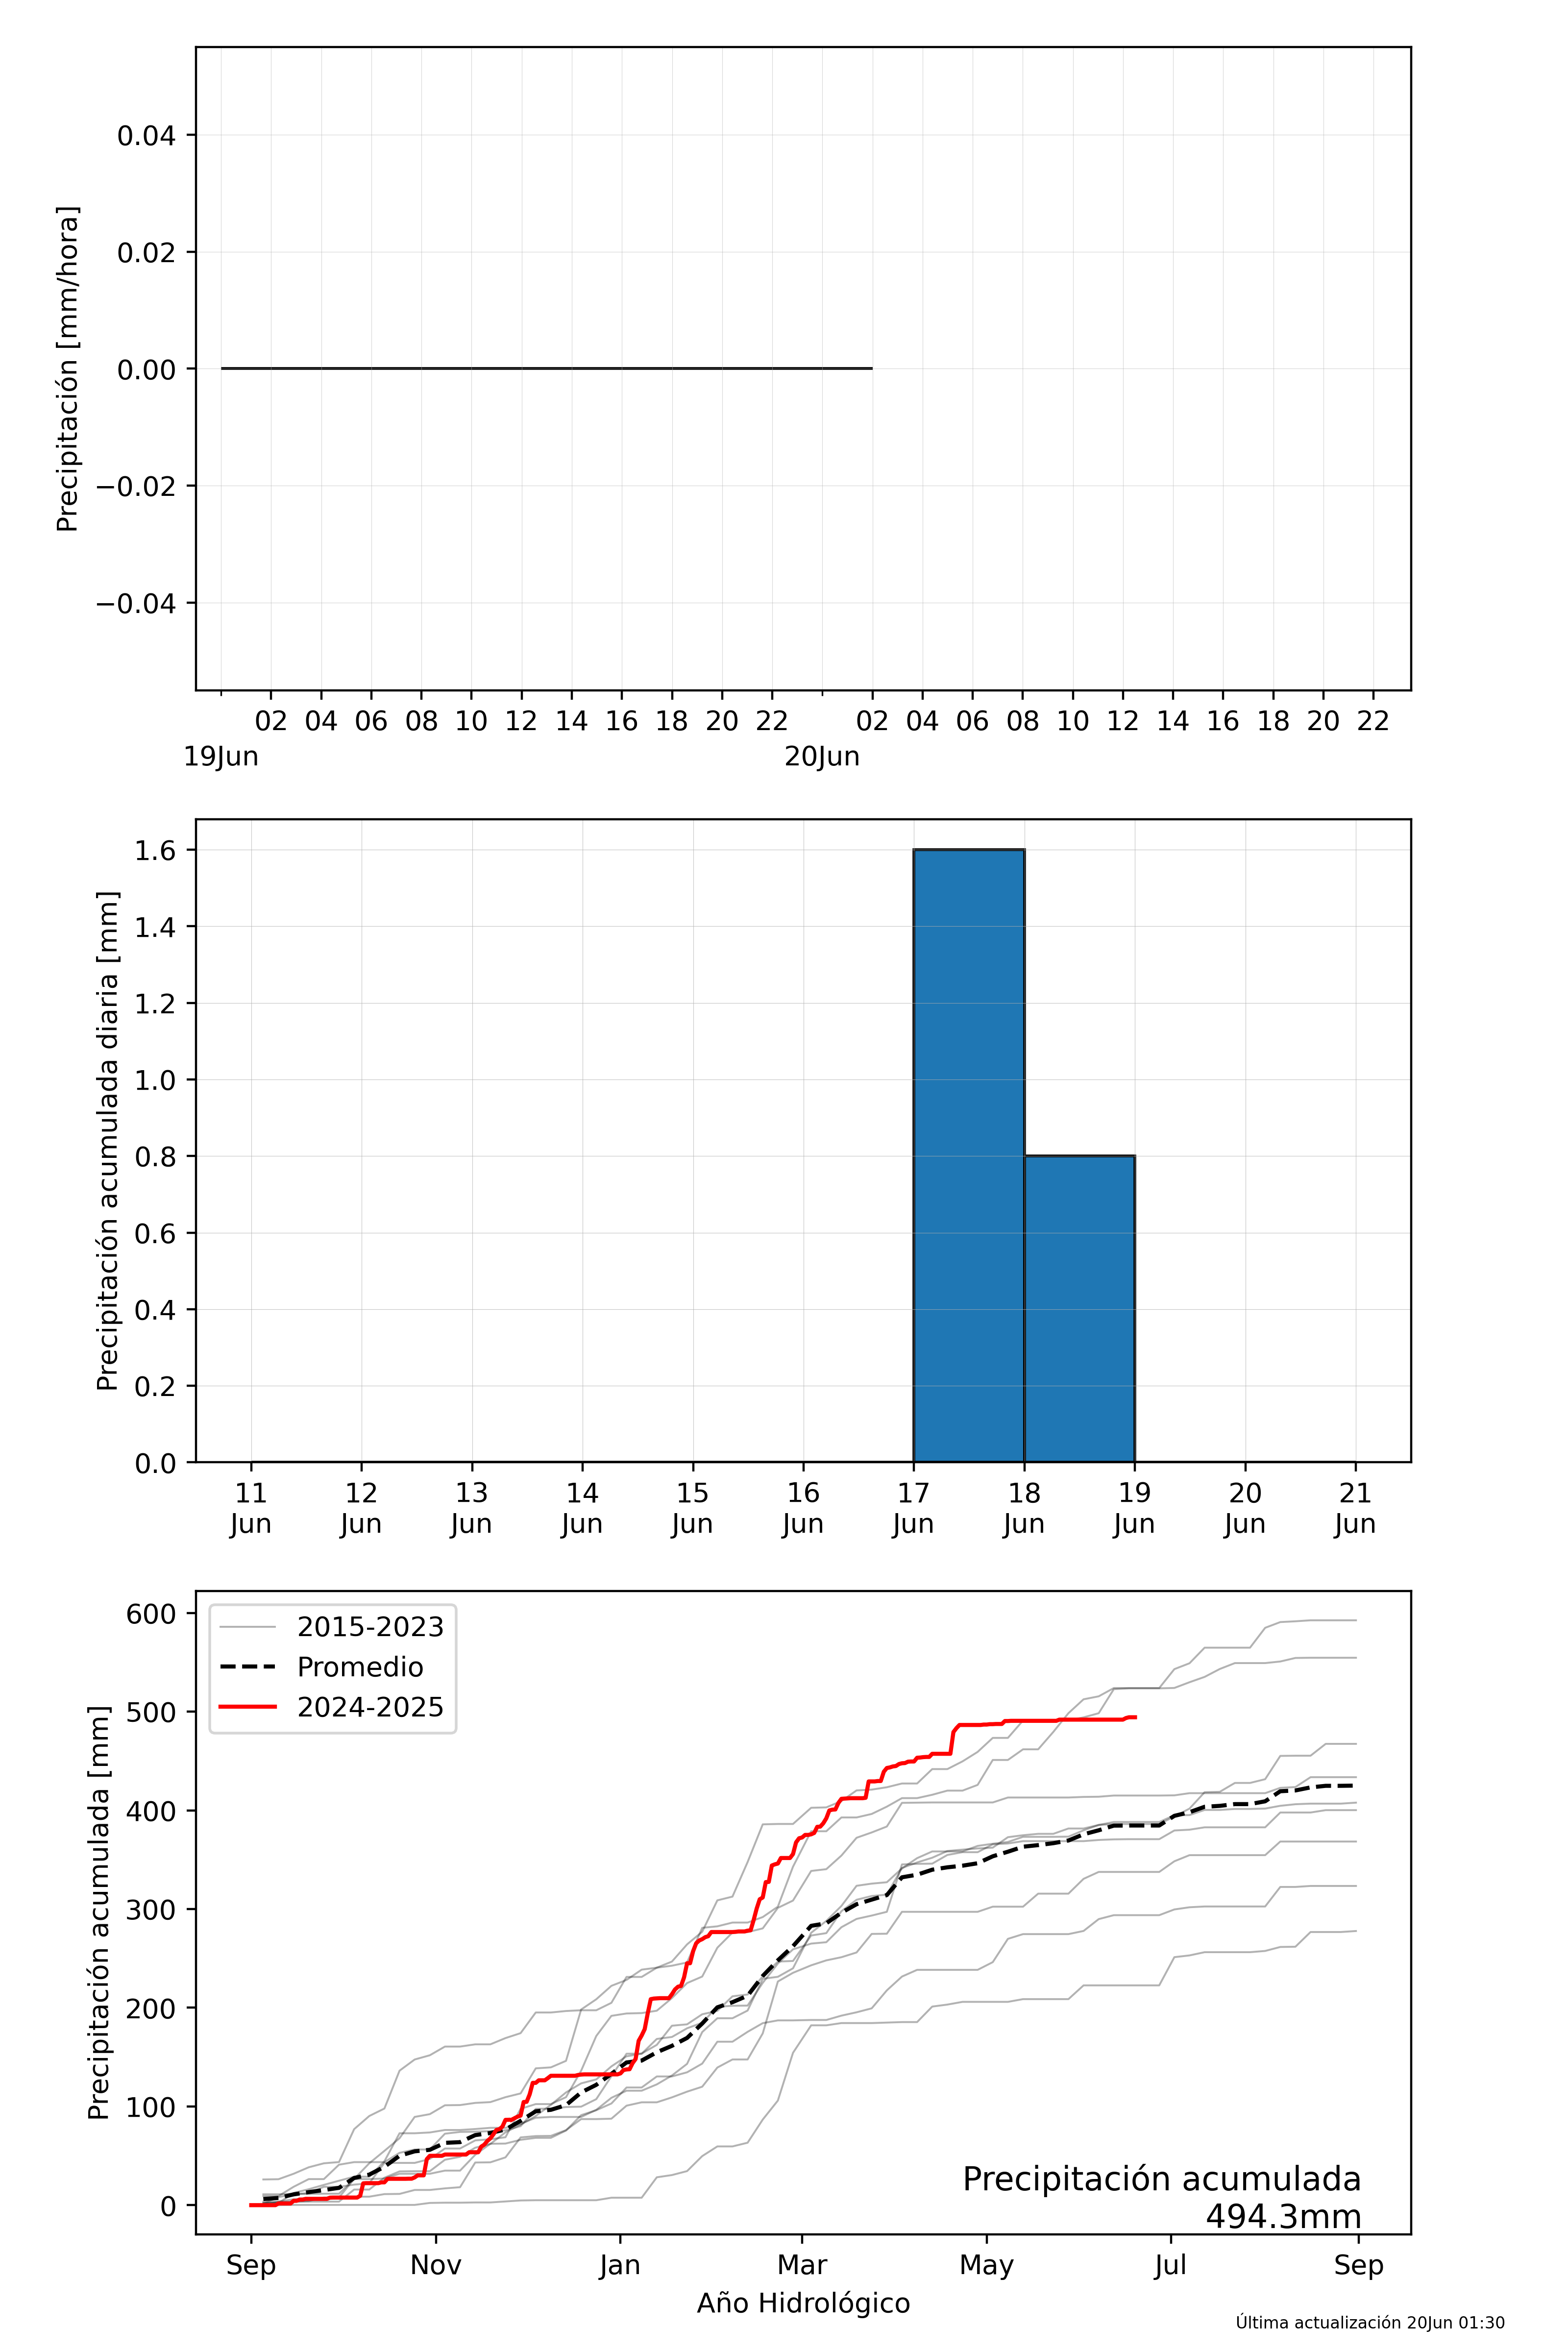 Precipitación [mm/hora]
0.04
0.02
0.00
−0.02
−0.04
02 04 06 08 10 12 14 16 18 20 22 02 04 06 08 10 12 14 16 18 20 22
19Jun 20Jun
Precipitación acumulada diaria [mm]
1.6
1.4
1.2
1.0
0.8
0.6
0.4
0.2
0.0
11 12 13 14 15 16 17 18 19 20 21
Jun Jun Jun Jun Jun Jun Jun Jun Jun Jun Jun
Precipitación acumulada [mm]
600
500
400
300
200
100
0
2015-2023
Promedio
2024-2025
Precipitación acumulada
494.3mm
Sep Nov Jan Mar May Jul Sep
Año Hidrológico
Última actualización 20Jun 01:30